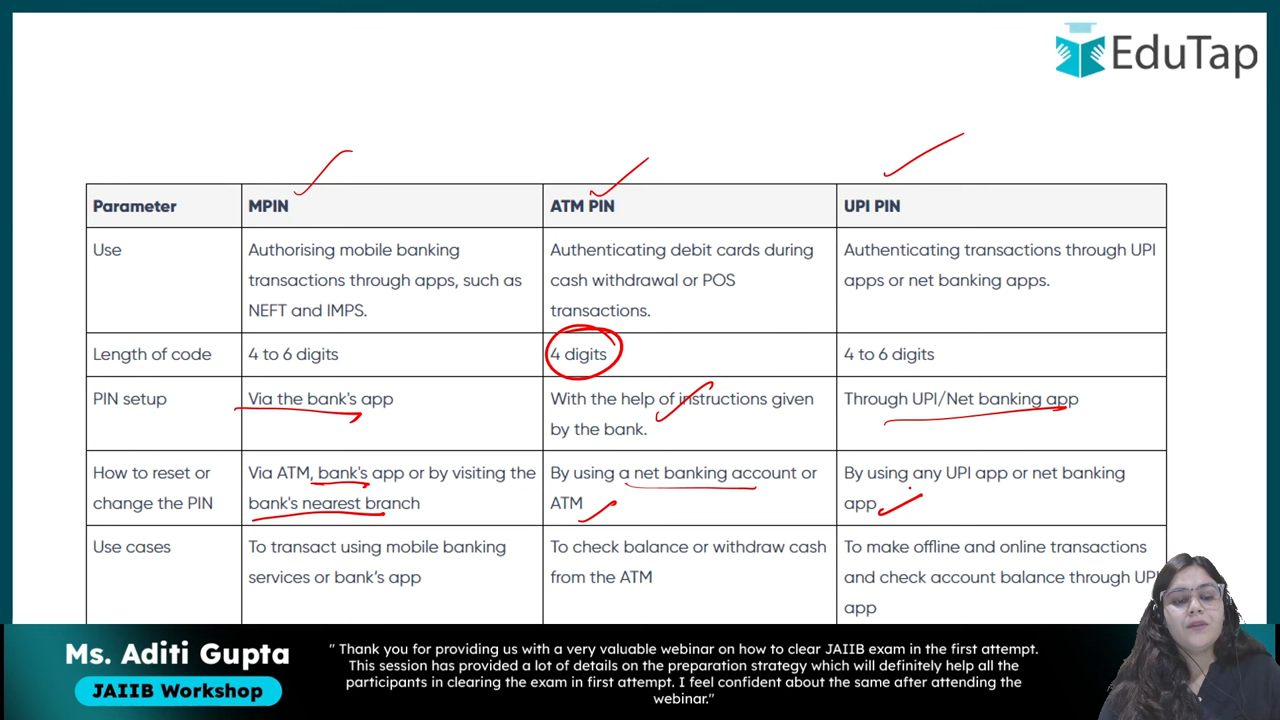 EduTap
Parameter
MPIN
ATM PIN
UPI PIN
Use
Authorising mobile banking
transactions through apps, such as
NEFT and IMPS.
Authenticating debit cards during
cash withdrawal or POS
transactions.
Authenticating transactions through UPI
apps or net banking apps.
Length of code
4 to 6 digits
4 digits
4 to 6 digits
PIN setup
Via the bank's app
With the help of instructions given
by the bank.
Through UPI/Net banking app
How to reset or
change the PIN
Via ATM, bank's app or by visiting the
bank's nearest branch
By using a net banking account or
ATM
By using any UPI app or net banking
app
Use cases
To transact using mobile banking
services or bank's app
To check balance or withdraw cash
from the ATM
To make offline and online transactions
and check account balance through UPI
app
Ms. Aditi Gupta
JAIIB Workshop
" Thank you for providing us with a very valuable webinar on how to clear JAIIB exam in the first attempt.
This session has provided a lot of details on the preparation strategy which will definitely help all the
participants in clearing the exam in first attempt. I feel confident about the same after attending the
webinar."